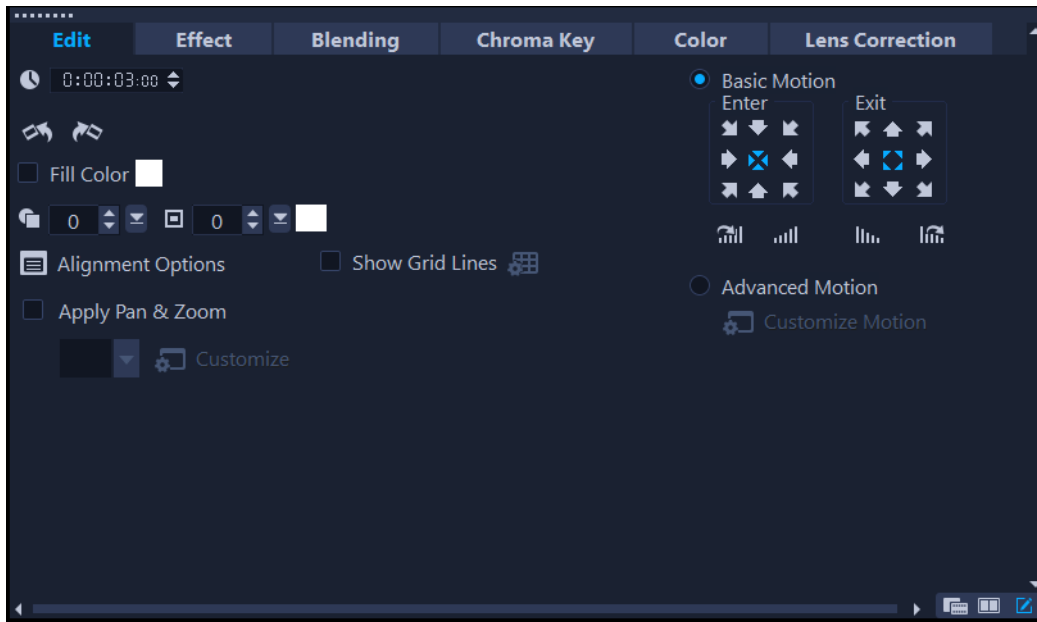 Edit Effect Blending Chroma Key Color Lens Correction
0:00:03:00
Basic Motion
Enter Exit
Fill Color
0 0
Alignment Options Show Grid Lines
Advanced Motion
Apply Pan & Zoom
Customize Motion
Customize